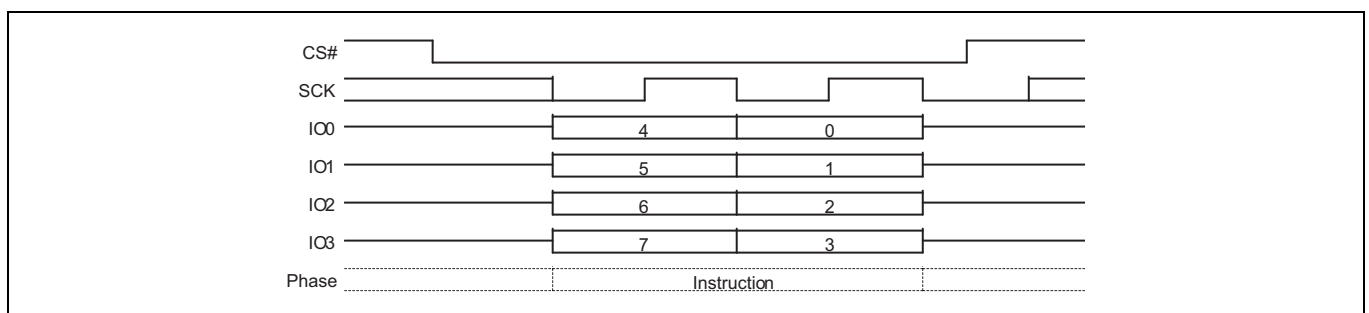 CS#
SCK
IO0 4 0
IO1 5 1
IO2 6 2
IO3 7 3
Phase Instruction